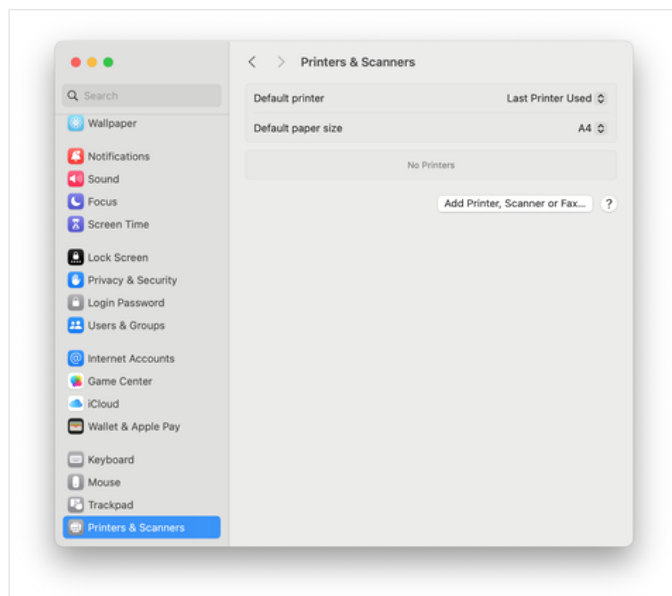 Printers & Scanners
Search
Wallpaper
Notifications
Sound
Focus
Screen Time
Lock Screen
Privacy & Security
Login Password
Users & Groups
Internet Accounts
Game Center
iCloud
Wallet & Apple Pay
Keyboard
Mouse
Trackpad
Printers & Scanners
Default printer Last Printer Used
Default paper size A4
No Printers
Add Printer, Scanner or Fax... ?